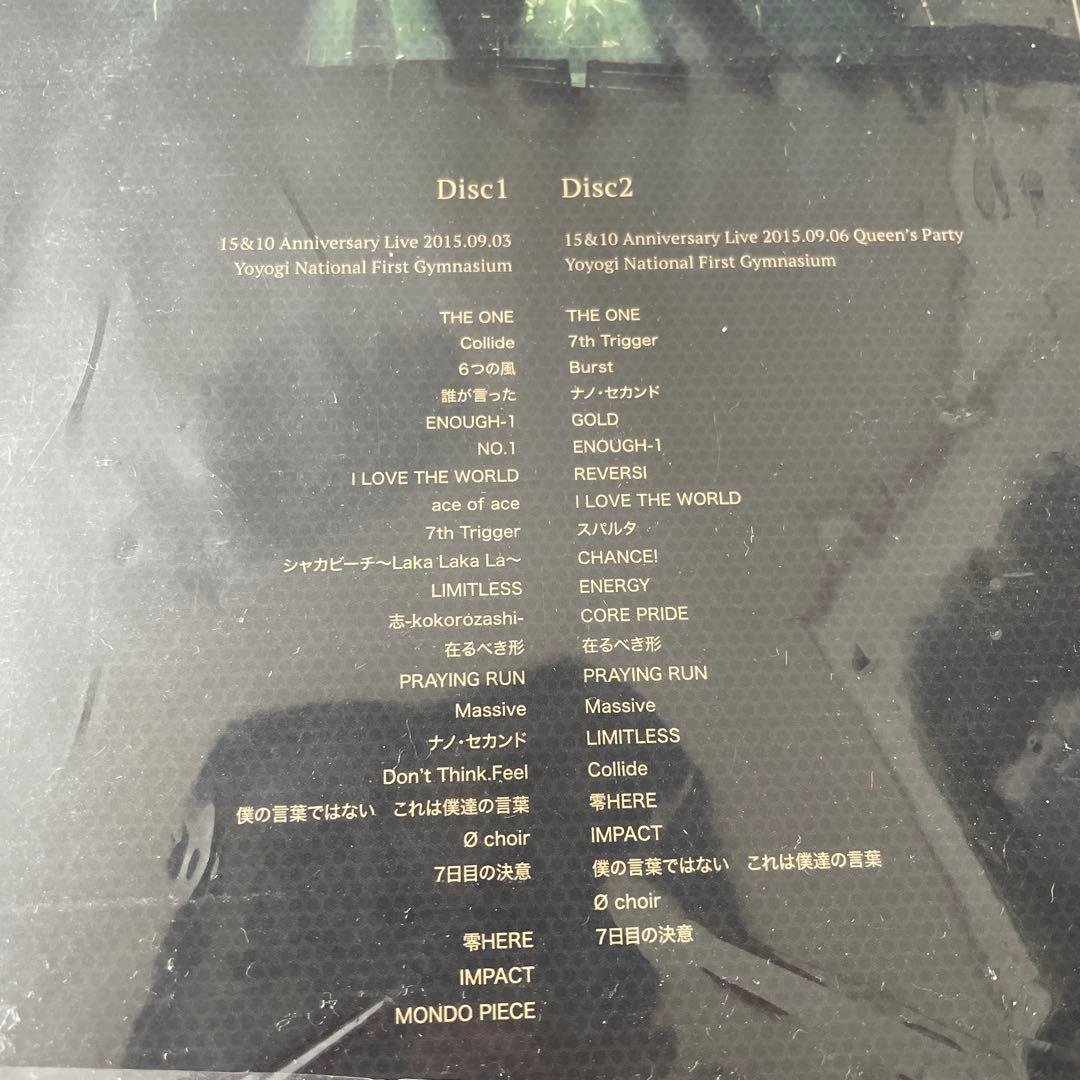 Disc1
15&10 Anniversary Live 2015.09.03
Yoyogi National First Gymnasium
THE ONE
Collide
6つの風
誰が言った
ENOUGH-1
NO.1
I LOVE THE WORLD
ace of ace
7th Trigger
シャカビーチ〜Laka Laka La〜
LIMITLESS
志-kokorozashi-
在るべき形
PRAYING RUN
Massive
ナノ・セカンド
Don't Think.Feel
僕の言葉ではない これは僕達の言葉
Ø choir
7日目の決意
零HERE
IMPACT
MONDO PIECE
Disc2
15&10 Anniversary Live 2015.09.06 Queen's Party
Yoyogi National First Gymnasium
THE ONE
7th Trigger
Burst
ナノ・セカンド
GOLD
ENOUGH-1
REVERSI
I LOVE THE WORLD
スパルタ
CHANCE!
ENERGY
CORE PRIDE
在るべき形
PRAYING RUN
Massive
LIMITLESS
Collide
零HERE
IMPACT
僕の言葉ではない これは僕達の言葉
Ø choir
7日目の決意